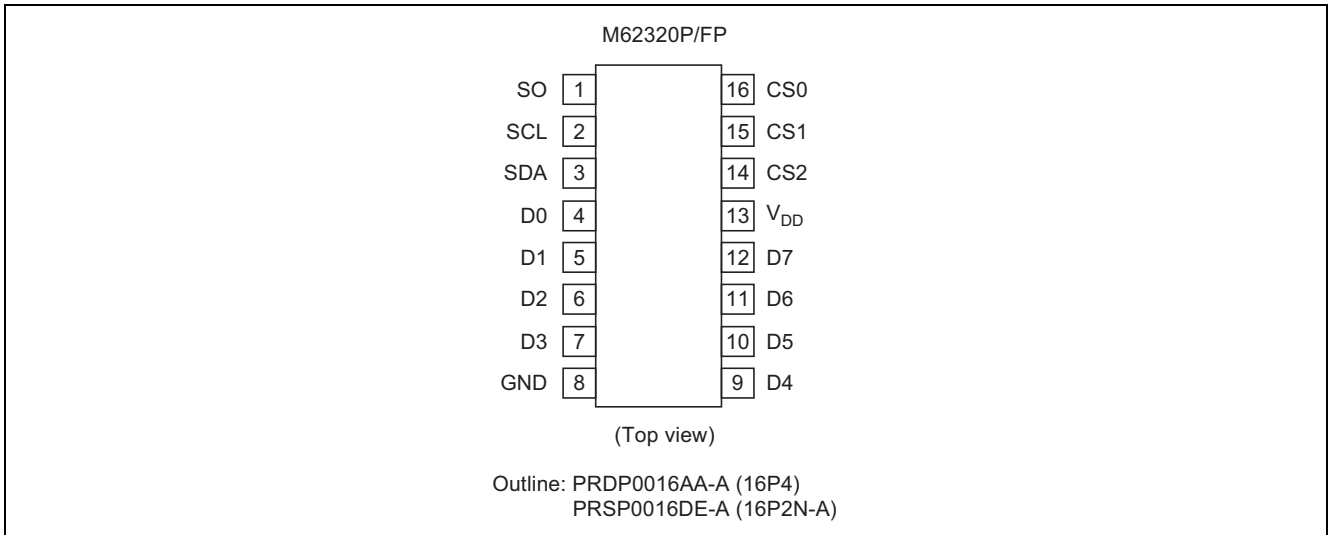 M62320P/FP
SO 1 16 CS0
SCL 2 15 CS1
SDA 3 14 CS2
D0 4 13 VDD
D1 5 12 D7
D2 6 11 D6
D3 7 10 D5
GND 8 9 D4
(Top view)
Outline: PRDP0016AA-A (16P4)
PRSP0016DE-A (16P2N-A)